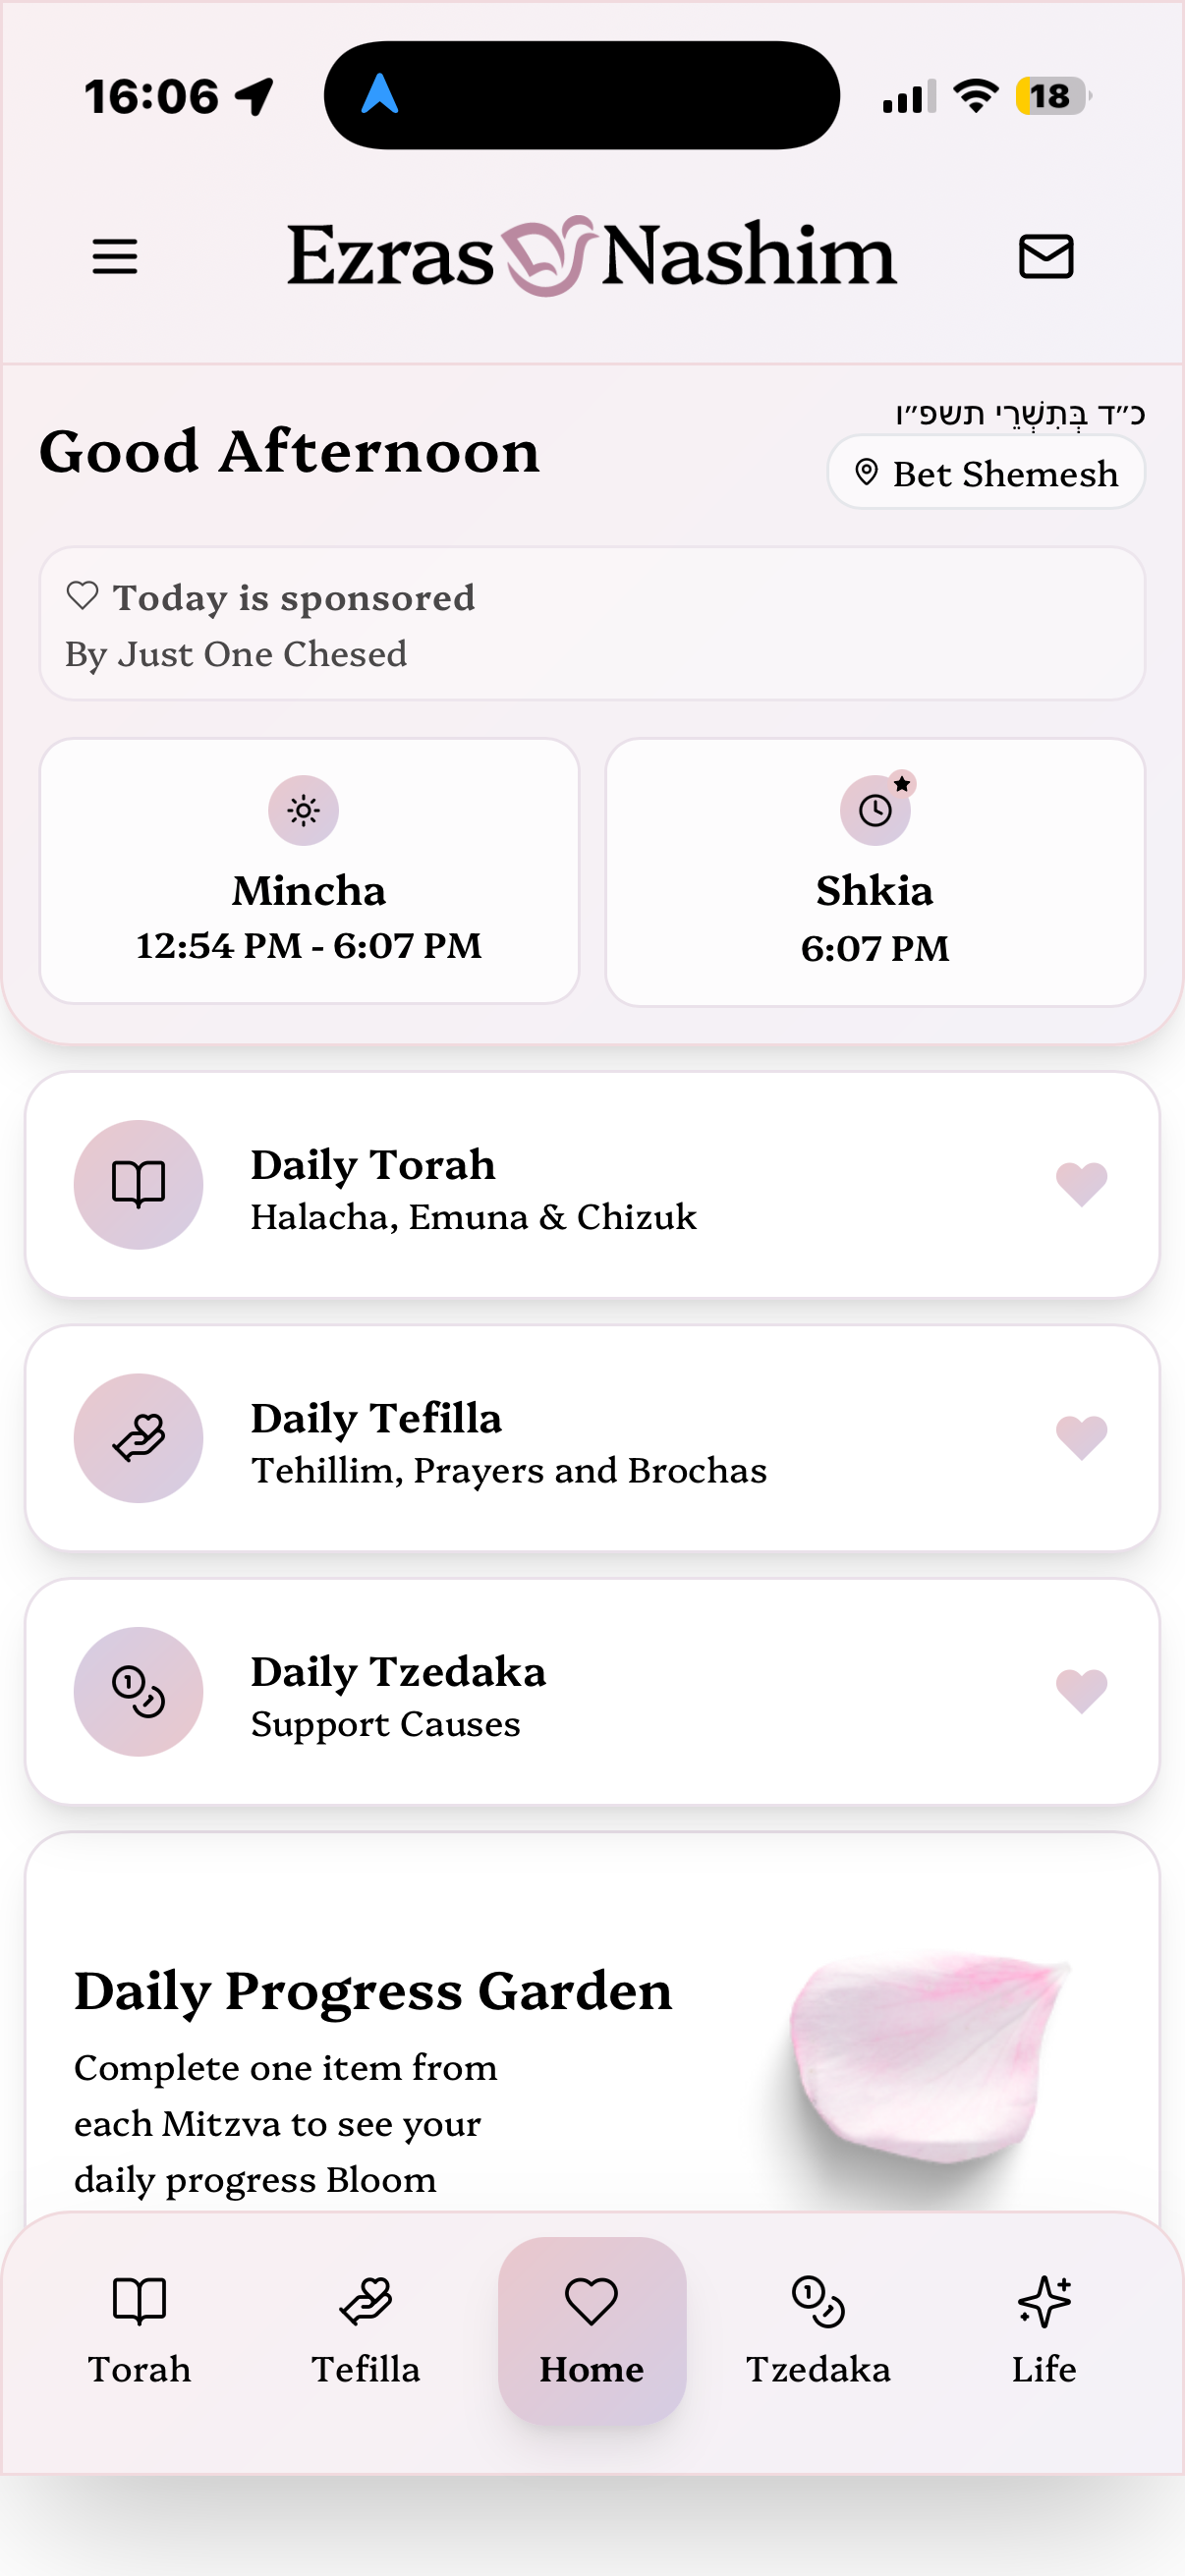 16:06
18
Ezras Nashim
Good Afternoon
כ״ד בְּתִשְׁרֵי תשפ״ו
Bet Shemesh
Today is sponsored
By Just One Chesed
Mincha
12:54 PM - 6:07 PM
Shkia
6:07 PM
Daily Torah
Halacha, Emuna & Chizuk
Daily Tefilla
Tehillim, Prayers and Brochas
Daily Tzedaka
Support Causes
Daily Progress Garden
Complete one item from
each Mitzva to see your
daily progress Bloom
Torah
Tefilla
Home
Tzedaka
Life